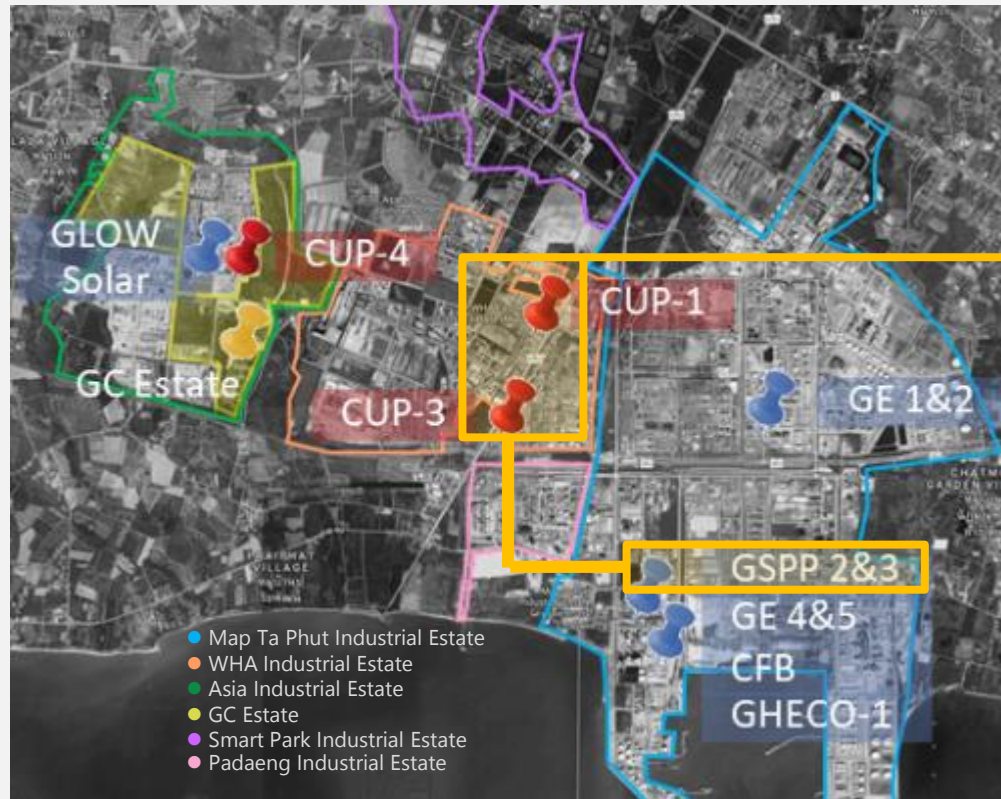 GLOW
Solar
CUP-4
CUP-1
GC Estate
CUP-3
GE 1&2
GSPP 2&3
GE 4&5
CFB
GHECO-1
Map Ta Phut Industrial Estate
WHA Industrial Estate
Asia Industrial Estate
GC Estate
Smart Park Industrial Estate
Padaeng Industrial Estate